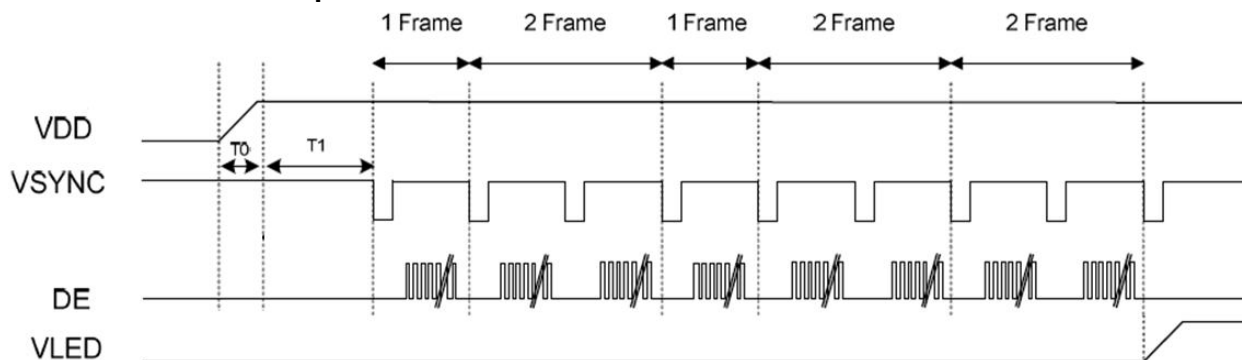 1 Frame 2 Frame 1 Frame 2 Frame 2 Frame
VDD
T0 T1
VSYNC
DE
VLED